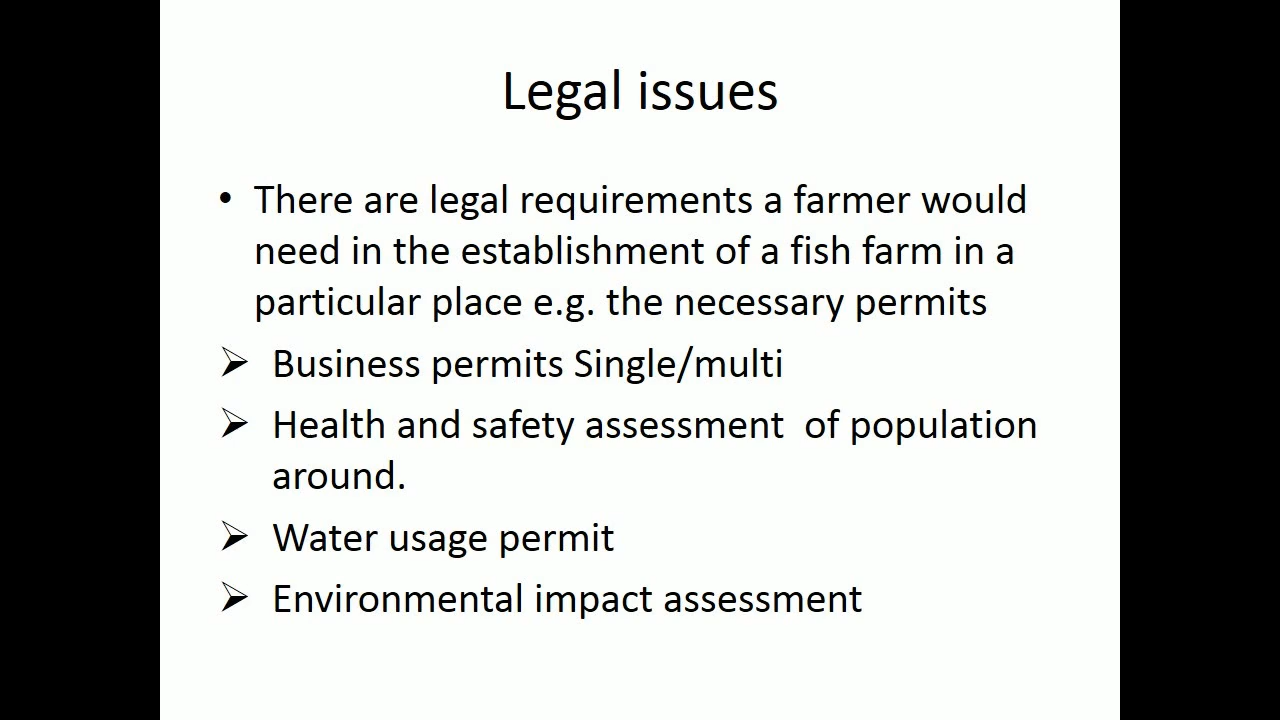 Legal issues
• There are legal requirements a farmer would
need in the establishment of a fish farm in a
particular place e.g. the necessary permits
➢ Business permits Single/multi
➢ Health and safety assessment  of population
around.
➢ Water usage permit
➢ Environmental impact assessment